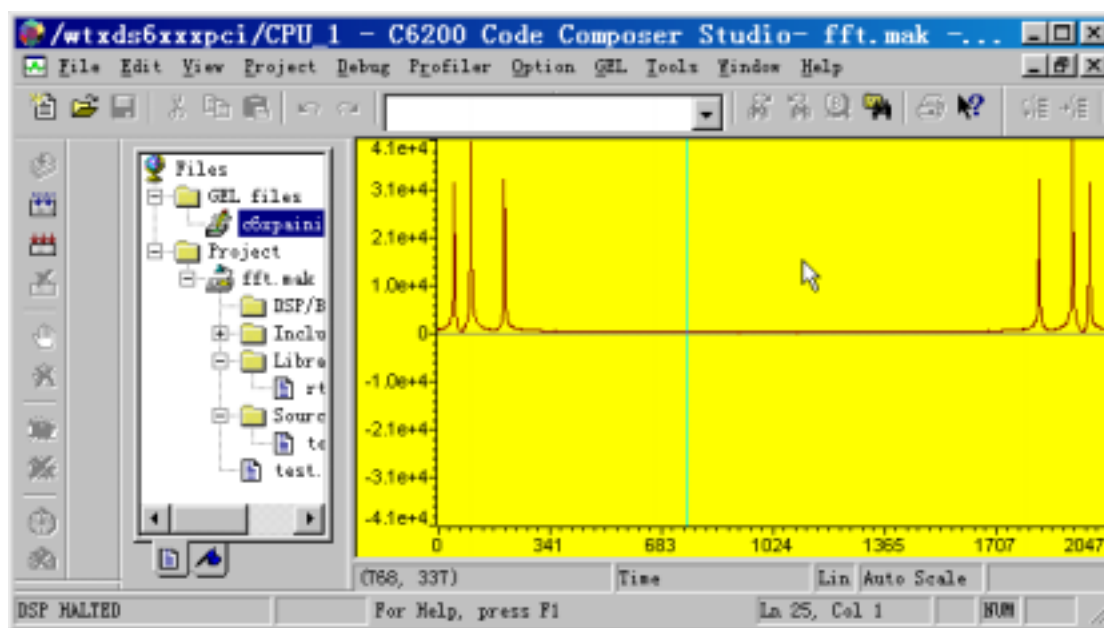 /wtxds6xxxpci/CPU_1 - C6200 Code Composer Studio- fft.mak -...
File Edit View Project Debug Profiler Option GEL Tools Window Help
Files
GEL files
c6xpaini
Project
fft.mak
DSP/B
Inclu
Libra
rt
Sourc
te
test.
4.1e+4
3.1e+4
2.1e+4
1.0e+4
0
-1.0e+4
-2.1e+4
-3.1e+4
-4.1e+4
0 341 683 1024 1365 1707 2047
(768, 337) Time Lin Auto Scale
DSP HALTED For Help, press F1 Ln 25, Col 1 NUM